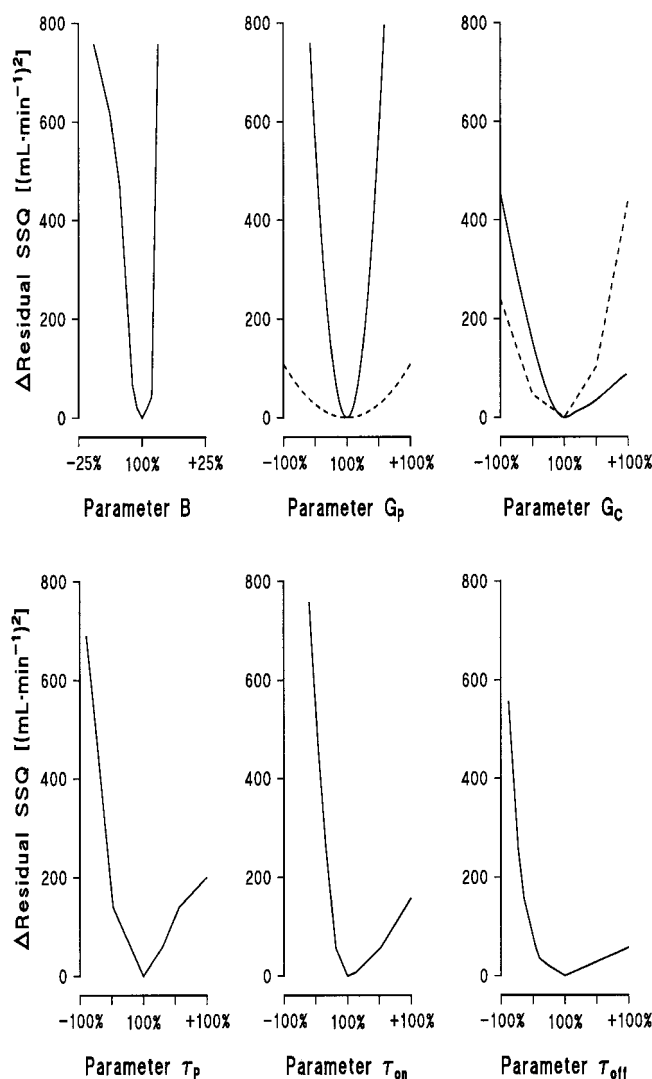 ΔResidual SSQ [(mL·min⁻¹)²]
800
600
400
200
0
-25% 100% +25%
Parameter B
800
600
400
200
0
-100% 100% +100%
Parameter Gₚ
800
600
400
200
0
-100% 100% +100%
Parameter G_C
ΔResidual SSQ [(mL·min⁻¹)²]
800
600
400
200
0
-100% 100% +100%
Parameter τₚ
800
600
400
200
0
-100% 100% +100%
Parameter τₒₙ
800
600
400
200
0
-100% 100% +100%
Parameter τ_off